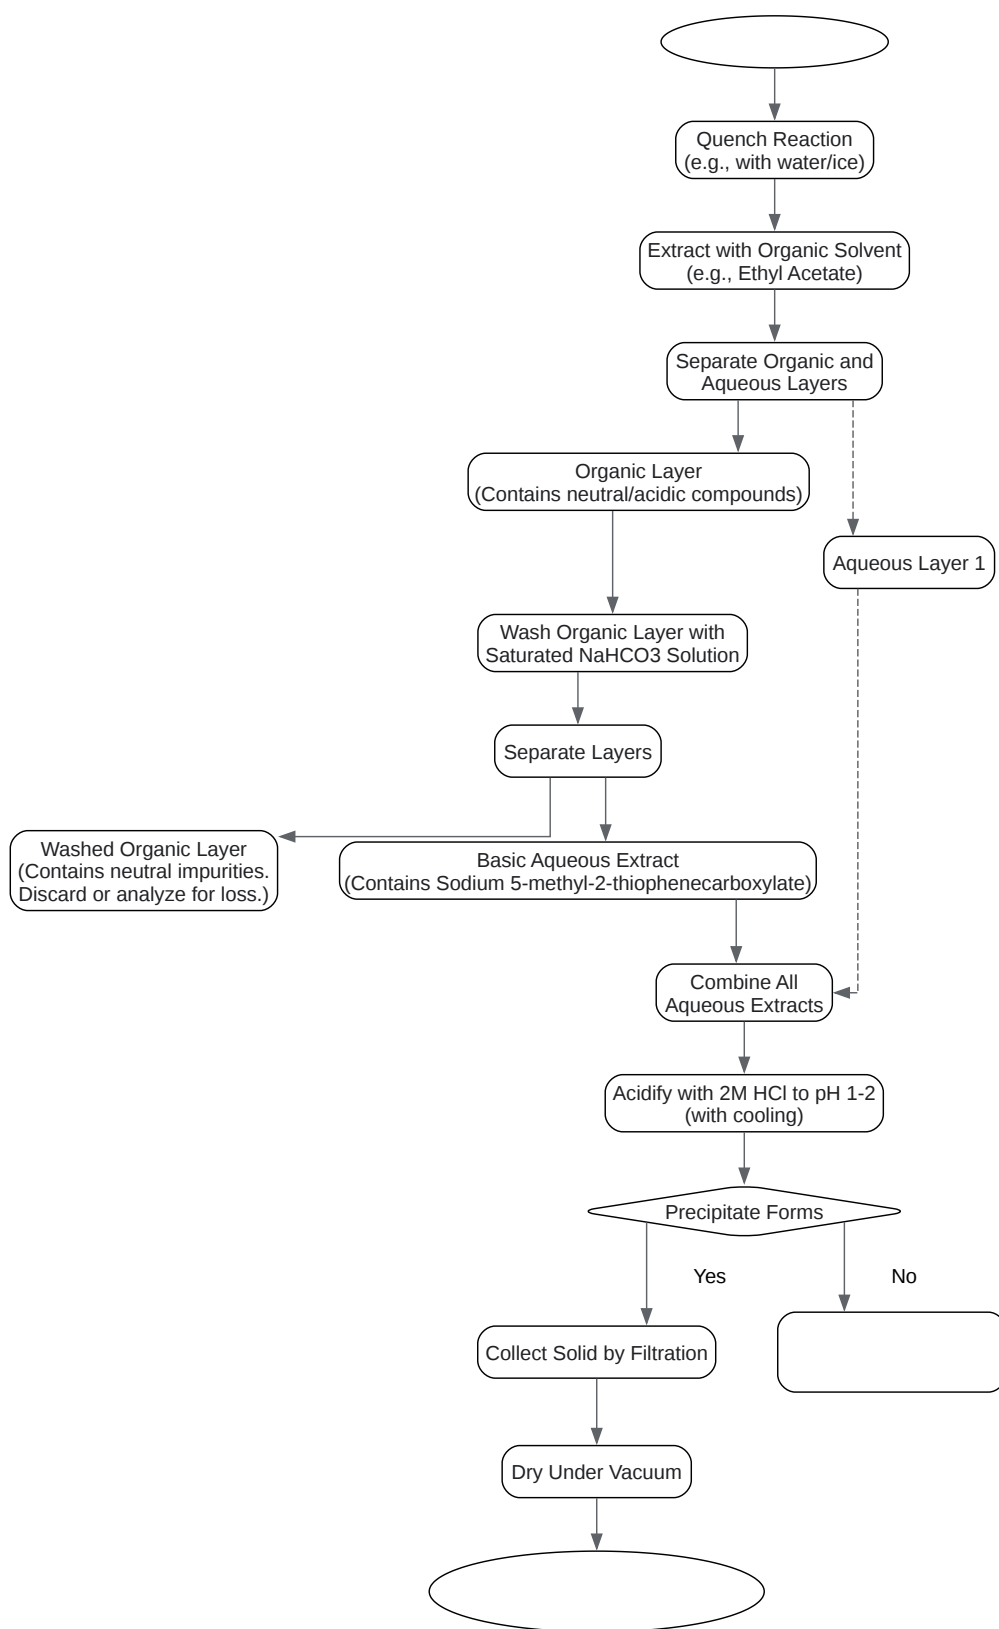 Quench Reaction
(e.g., with water/ice)
Extract with Organic Solvent
(e.g., Ethyl Acetate)
Separate Organic and
Aqueous Layers
Organic Layer
(Contains neutral/acidic compounds)
Aqueous Layer 1
Wash Organic Layer with
Saturated NaHCO3 Solution
Separate Layers
Washed Organic Layer
(Contains neutral impurities.
Discard or analyze for loss.)
Basic Aqueous Extract
(Contains Sodium 5-methyl-2-thiophenecarboxylate)
Combine All
Aqueous Extracts
Acidify with 2M HCl to pH 1-2
(with cooling)
Precipitate Forms
Yes
No
Collect Solid by Filtration
Dry Under Vacuum